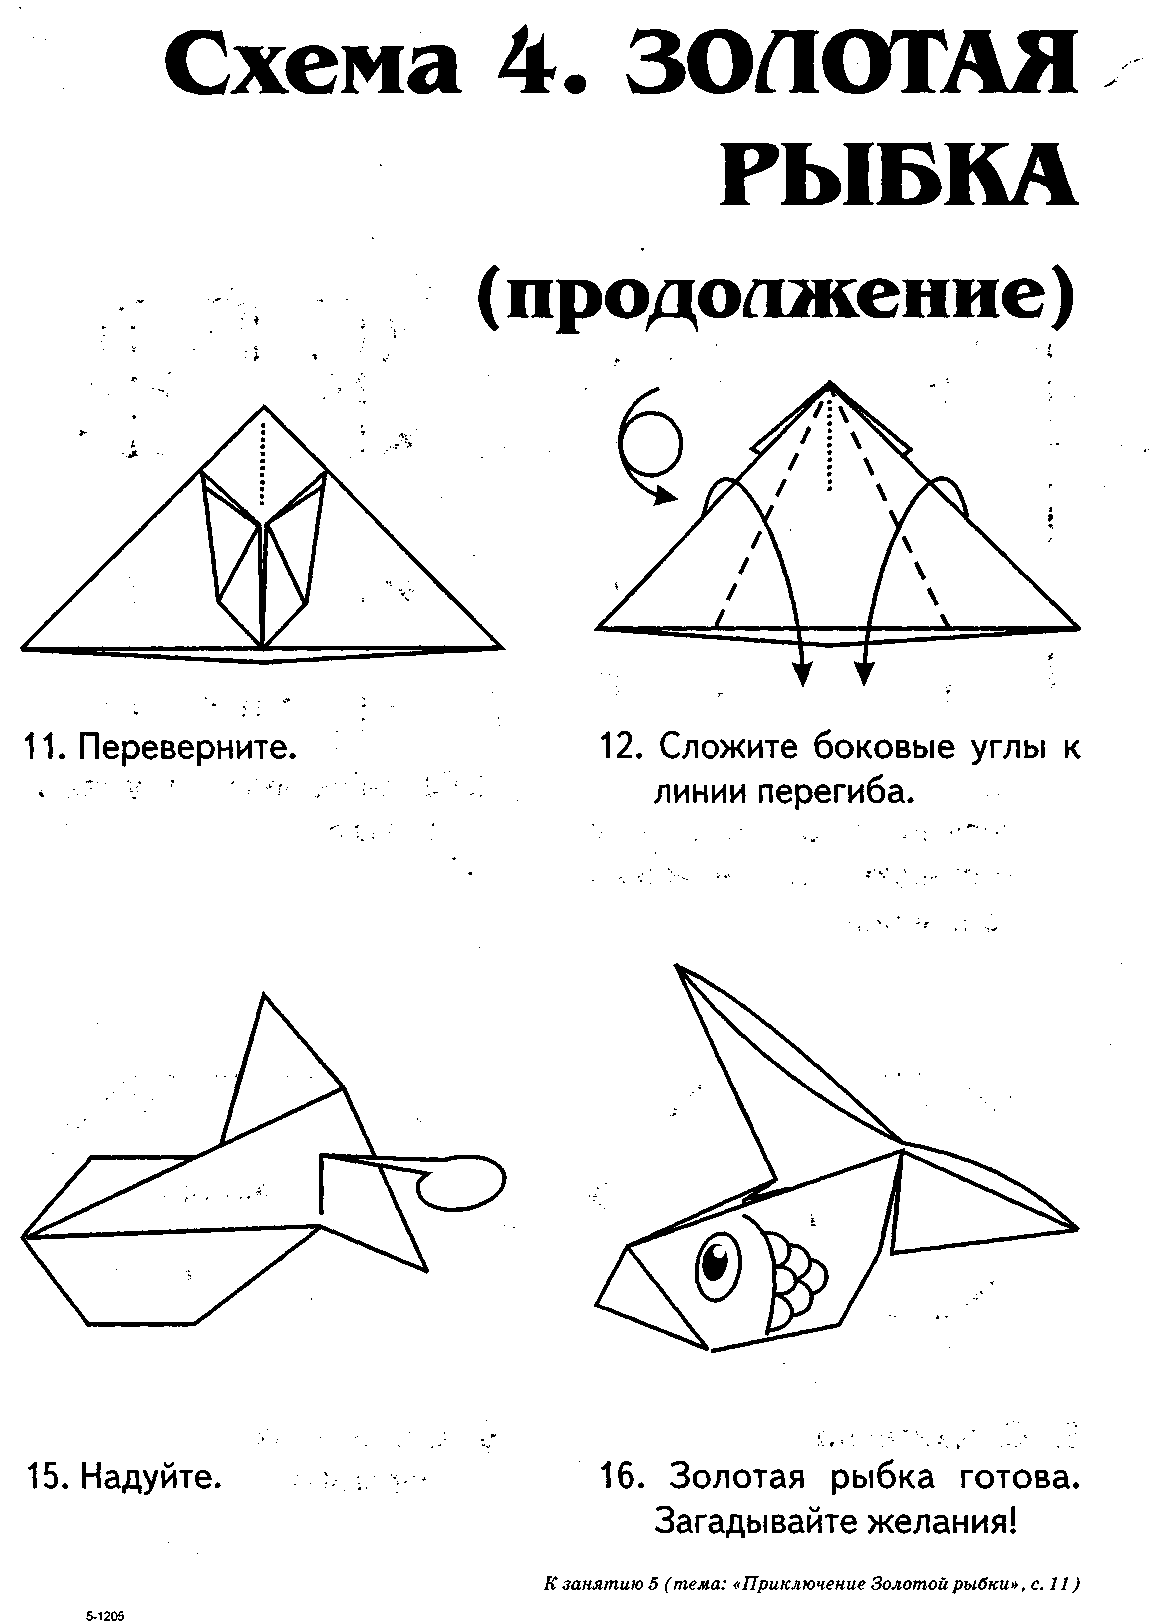 Схема 4. ЗОЛОТАЯ
РЫБКА
(продолжение)
11. Переверните.
12. Сложите боковые углы к
линии перегиба.
15. Надуйте.
16. Золотая рыбка готова.
Загадывайте желания!
К занятию 5 (тема: «Приключение Золотой рыбки», с. 11)
5-1205